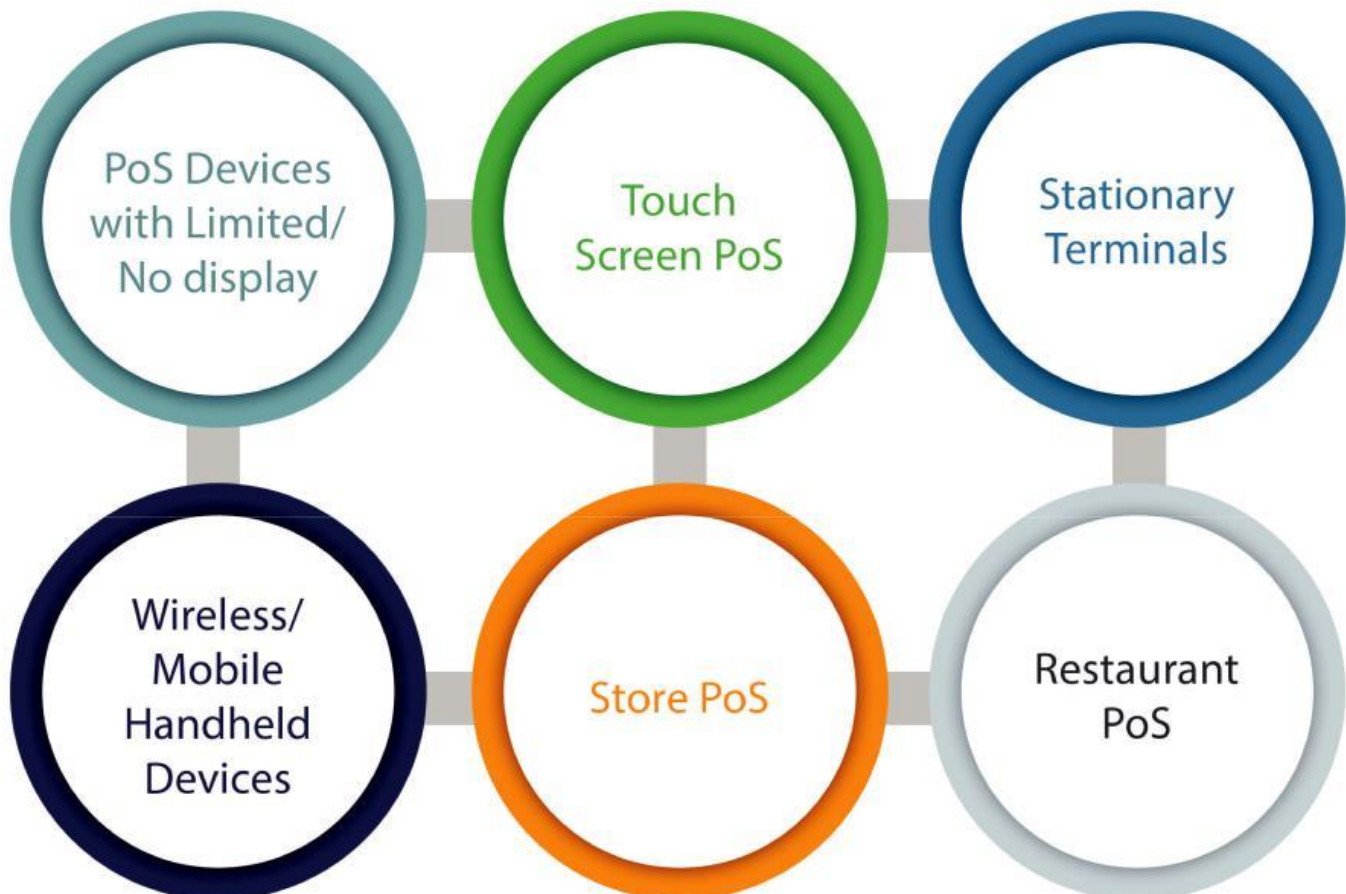 PoS Devices
with Limited/
No display
Touch
Screen PoS
Stationary
Terminals
Wireless/
Mobile
Handheld
Devices
Store PoS
Restaurant
PoS